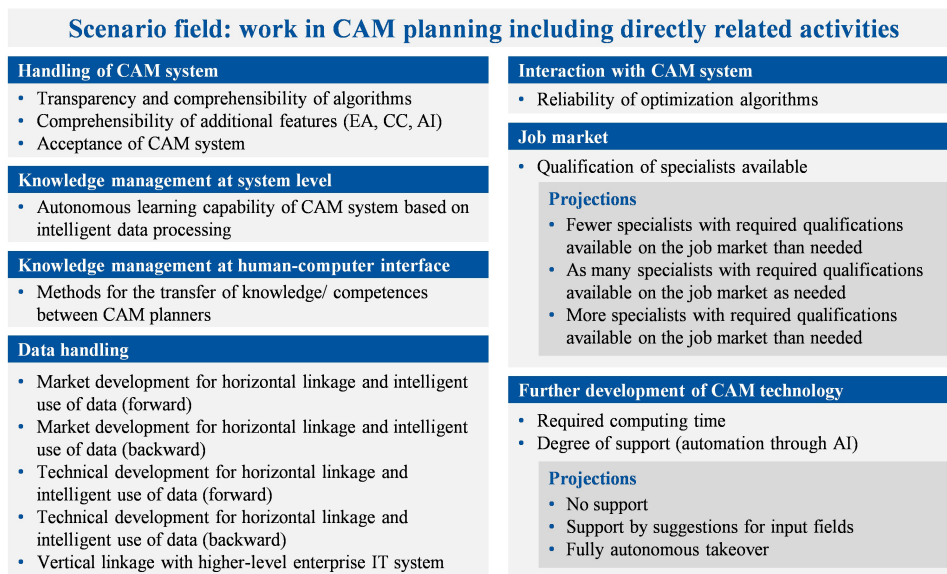 Scenario field: work in CAM planning including directly related activities
Handling of CAM system
• Transparency and comprehensibility of algorithms
• Comprehensibility of additional features (EA, CC, AI)
• Acceptance of CAM system
Knowledge management at system level
• Autonomous learning capability of CAM system based on
intelligent data processing
Knowledge management at human-computer interface
• Methods for the transfer of knowledge/ competences
between CAM planners
Data handling
• Market development for horizontal linkage and intelligent
use of data (forward)
• Market development for horizontal linkage and intelligent
use of data (backward)
• Technical development for horizontal linkage and
intelligent use of data (forward)
• Technical development for horizontal linkage and
intelligent use of data (backward)
• Vertical linkage with higher-level enterprise IT system
Interaction with CAM system
• Reliability of optimization algorithms
Job market
• Qualification of specialists available
Projections
• Fewer specialists with required qualifications
available on the job market than needed
• As many specialists with required qualifications
available on the job market as needed
• More specialists with required qualifications
available on the job market than needed
Further development of CAM technology
• Required computing time
• Degree of support (automation through AI)
Projections
• No support
• Support by suggestions for input fields
• Fully autonomous takeover